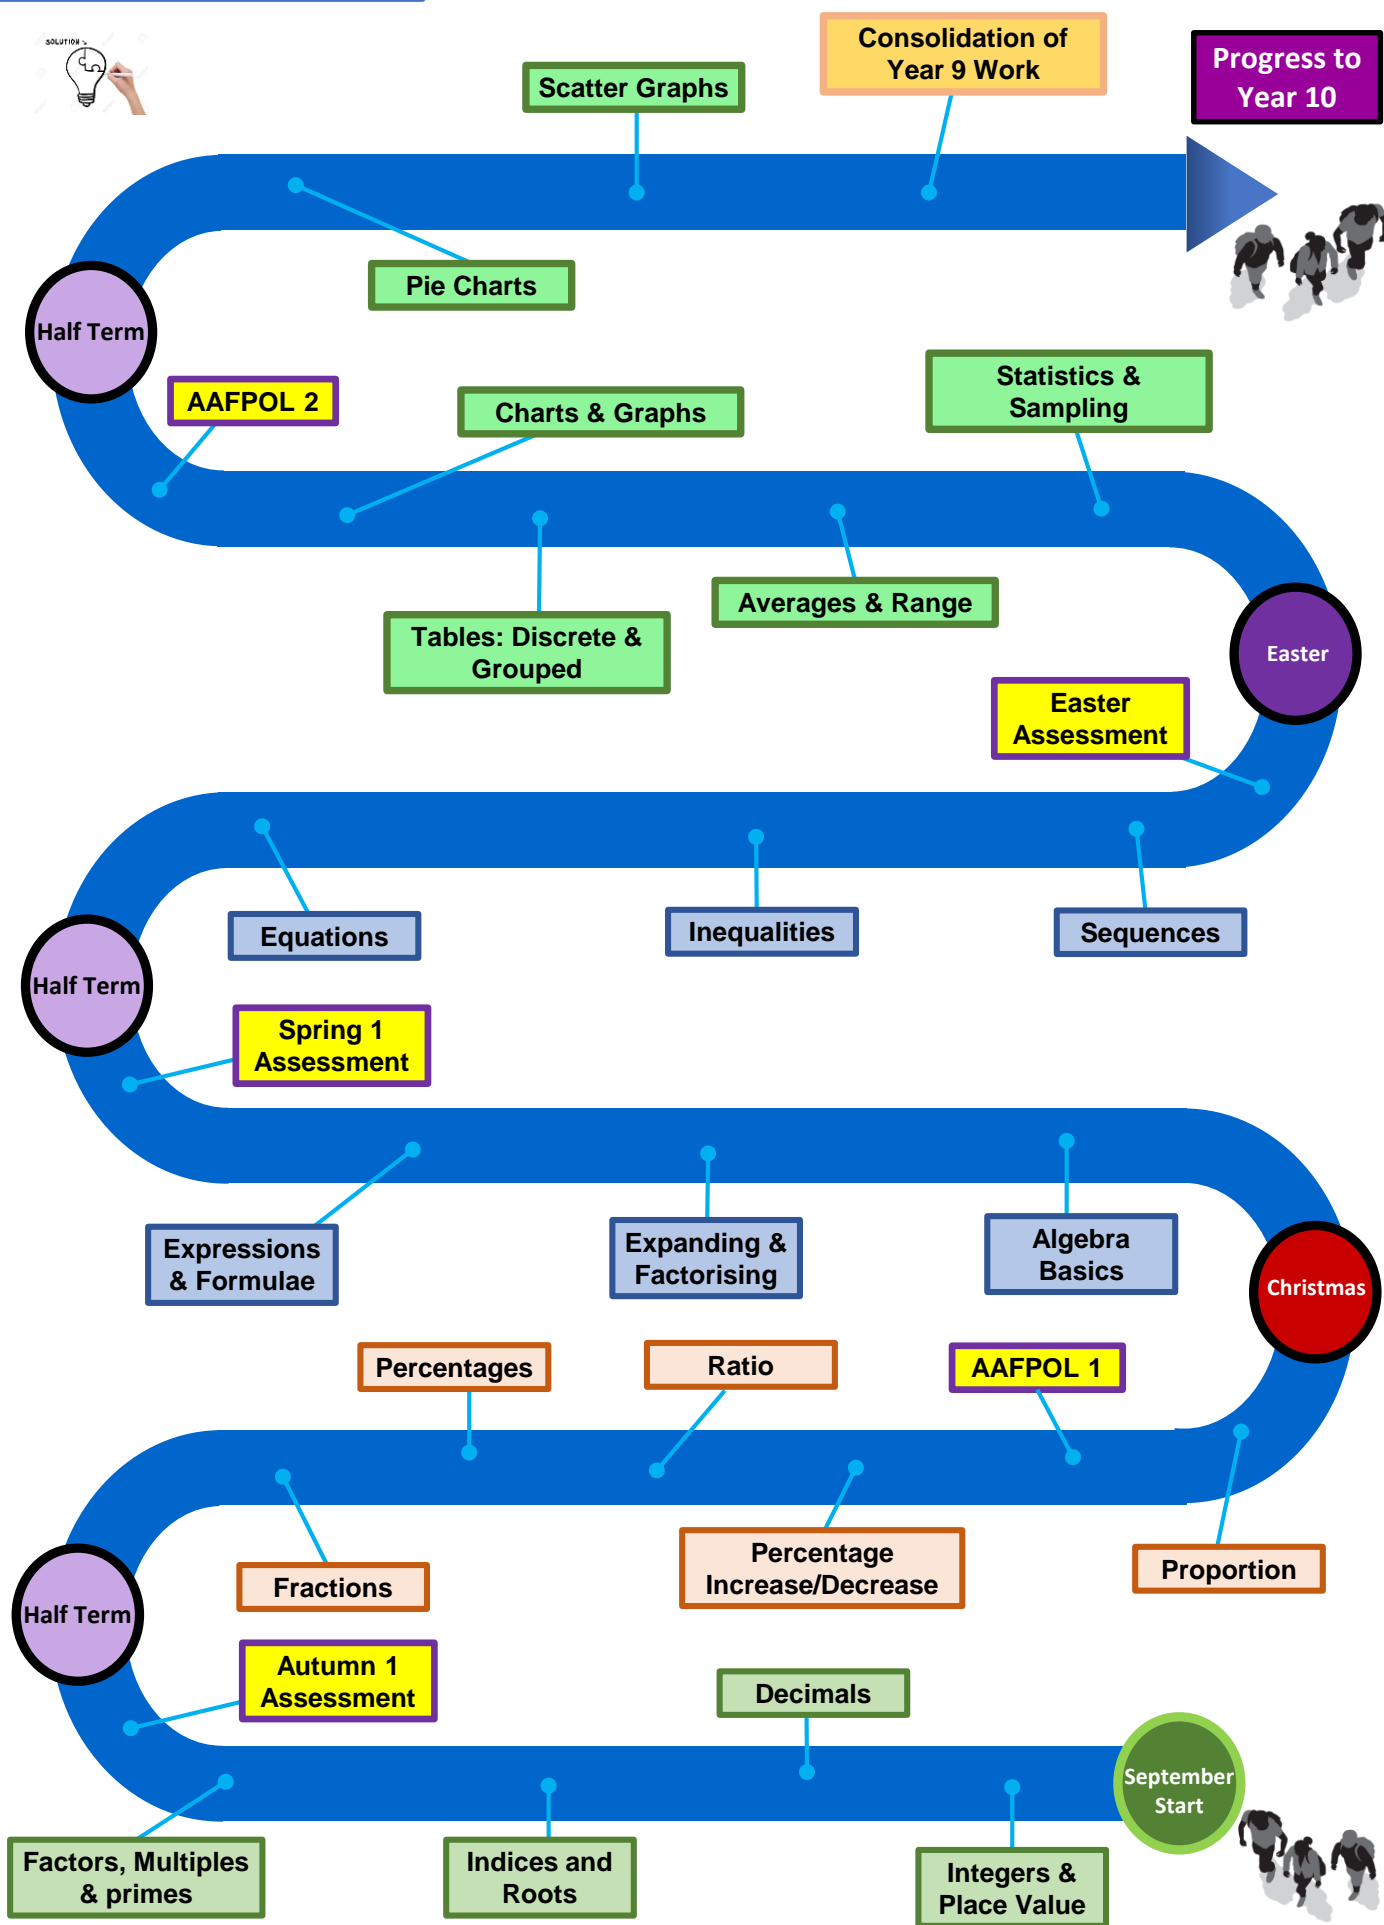 SOLUTION
Consolidation of
Year 9 Work
Progress to
Year 10
Scatter Graphs
Pie Charts
Half Term
AAFPOL 2
Charts & Graphs
Statistics &
Sampling
Tables: Discrete &
Grouped
Averages & Range
Easter
Easter
Assessment
Equations
Inequalities
Sequences
Half Term
Spring 1
Assessment
Expressions
& Formulae
Expanding &
Factorising
Algebra
Basics
Christmas
Percentages
Ratio
AAFPOL 1
Fractions
Percentage
Increase/Decrease
Proportion
Half Term
Autumn 1
Assessment
Decimals
September
Start
Factors, Multiples
& primes
Indices and
Roots
Integers &
Place Value